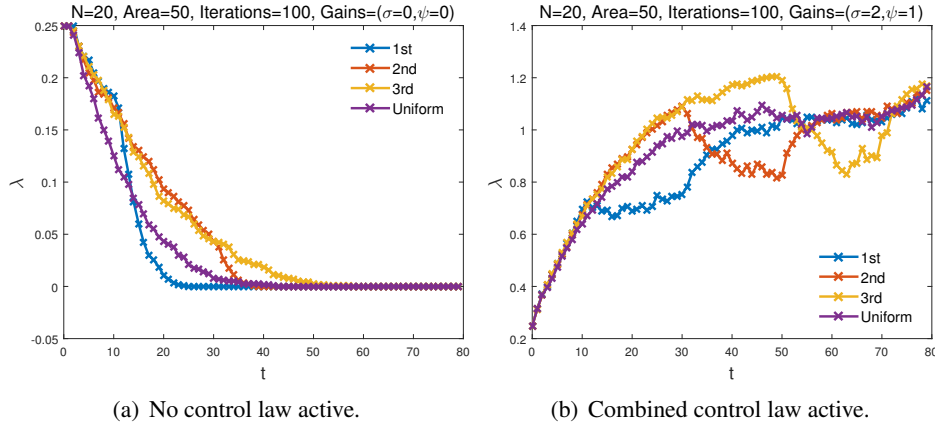 N=20, Area=50, Iterations=100, Gains=(σ=0,ψ=0)
0.25
0.2
0.15
0.1
0.05
0
-0.05
λ
0 10 20 30 40 50 60 70 80
t
1st
2nd
3rd
Uniform
(a) No control law active.
N=20, Area=50, Iterations=100, Gains=(σ=2,ψ=1)
1.4
1.2
1
0.8
0.6
0.4
0.2
λ
0 10 20 30 40 50 60 70 80
t
1st
2nd
3rd
Uniform
(b) Combined control law active.